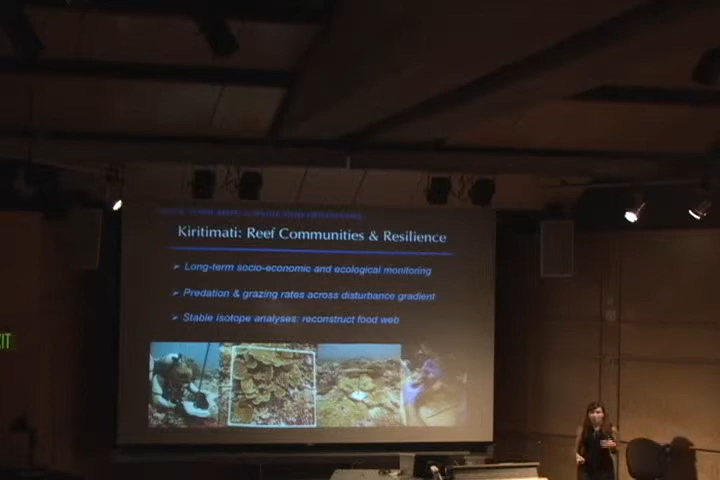 Kiritimati: Reef Communities & Resilience
➢ Long-term socio-economic and ecological monitoring
➢ Predation & grazing rates across disturbance gradient
➢ Stable isotope analyses: reconstruct food web